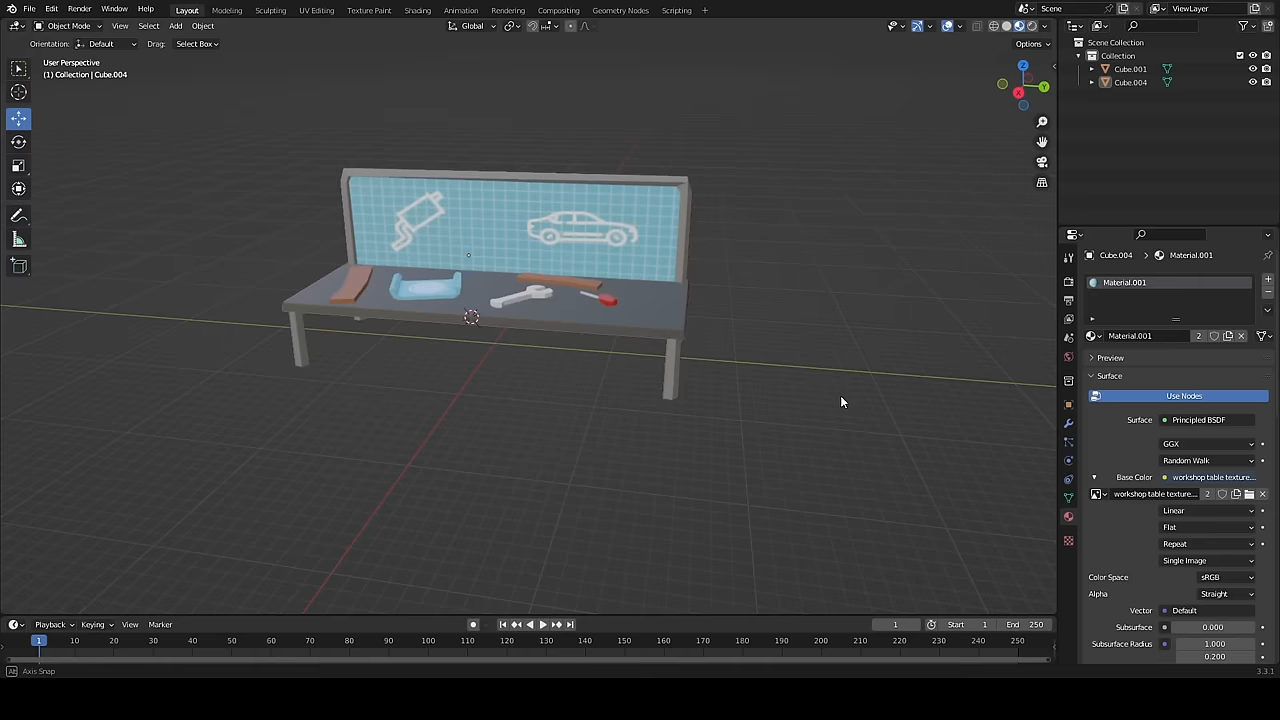 File Edit Render Window Help Layout Modeling Sculpting UV Editing Texture Paint Shading Animation Rendering Compositing Geometry Nodes Scripting + Scene ViewLayer
Object Mode View Select Add Object Global
Orientation: Default Drag: Select Box Options
User Perspective
(1) Collection | Cube.004
Z
Y
X
Scene Collection
Collection
Cube.001
Cube.004
Cube.004 > Material.001
Material.001
Material.001 2
Preview
Surface
Use Nodes
Surface Principled BSDF
GGX
Random Walk
Base Color workshop table texture...
workshop table texture... 2
Linear
Flat
Repeat
Single Image
Color Space sRGB
Alpha Straight
Vector Default
Subsurface 0.000
Subsurface Radius 1.000
0.200
Playback Keying View Marker 1 Start 1 End 250
1 10 20 30 40 50 60 70 80 90 100 110 120 130 140 150 160 170 180 190 200 210 220 230 240 250
Axis Snap 3.3.1